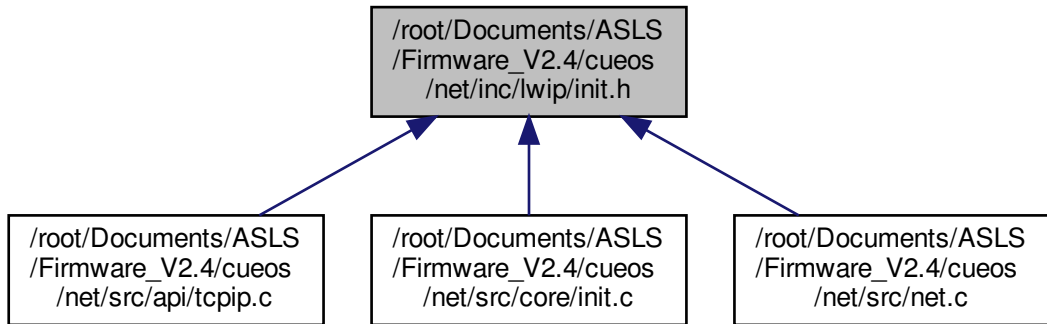 /root/Documents/ASLS
/Firmware_V2.4/cueos
/net/inc/lwip/init.h
/root/Documents/ASLS
/Firmware_V2.4/cueos
/net/src/api/tcpip.c
/root/Documents/ASLS
/Firmware_V2.4/cueos
/net/src/core/init.c
/root/Documents/ASLS
/Firmware_V2.4/cueos
/net/src/net.c